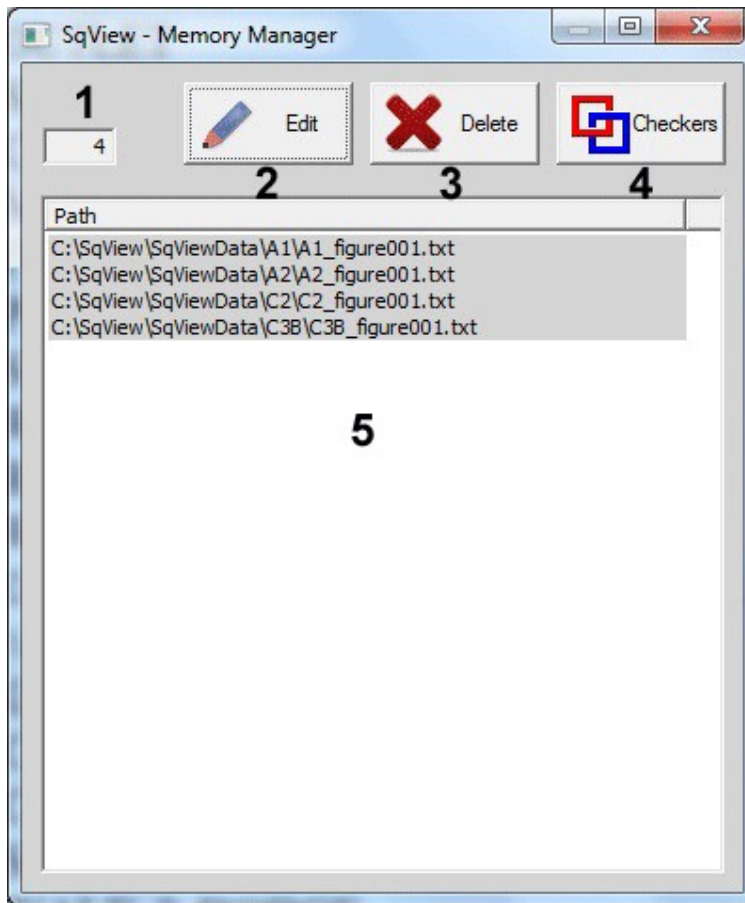 SqView - Memory Manager
1
4
Edit
Delete
Checkers
2
3
4
Path
C:\SqView\SqViewData\A1\A1_figure001.txt
C:\SqView\SqViewData\A2\A2_figure001.txt
C:\SqView\SqViewData\C2\C2_figure001.txt
C:\SqView\SqViewData\C3B\C3B_figure001.txt
5